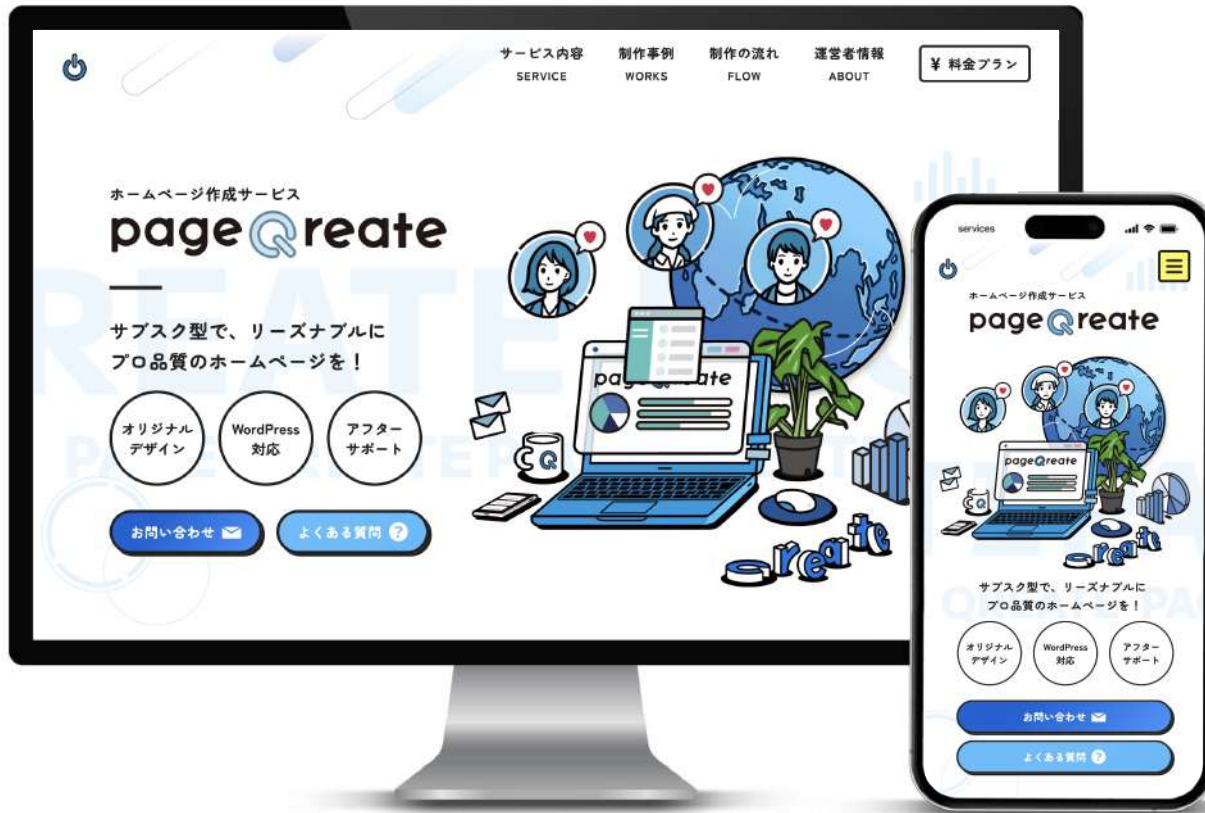 サービス内容
SERVICE
制作事例
WORKS
制作の流れ
FLOW
運営者情報
ABOUT
¥ 料金プラン
ホームページ作成サービス
pageQreate
サブスク型で、リーズナブルに
プロ品質のホームページを！
オリジナル
デザイン
WordPress
対応
アフター
サポート
お問い合わせ
よくある質問 ?
Q
create
services
ホームページ作成サービス
pageQreate
pageQreate
Q
create
サブスク型で、リーズナブルに
プロ品質のホームページを！
オリジナル
デザイン
WordPress
対応
アフター
サポート
お問い合わせ
よくある質問 ?